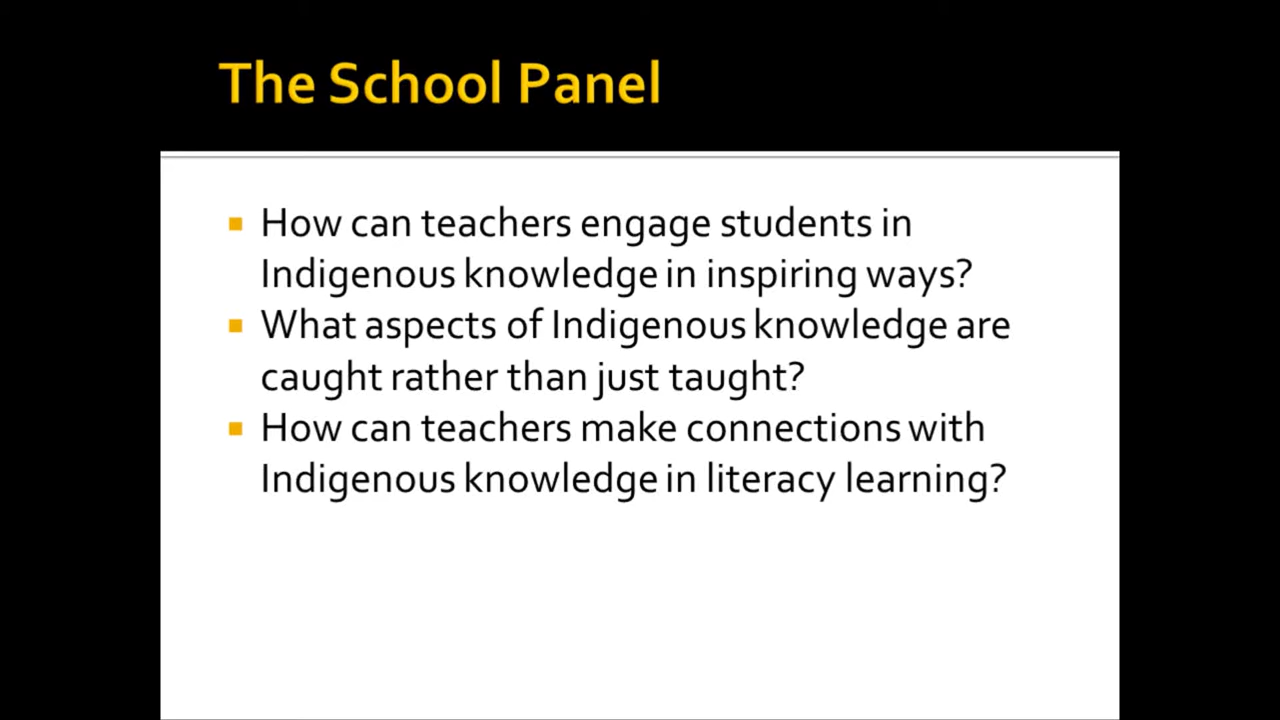 The School Panel
How can teachers engage students in
Indigenous knowledge in inspiring ways?
What aspects of Indigenous knowledge are
caught rather than just taught?
How can teachers make connections with
Indigenous knowledge in literacy learning?